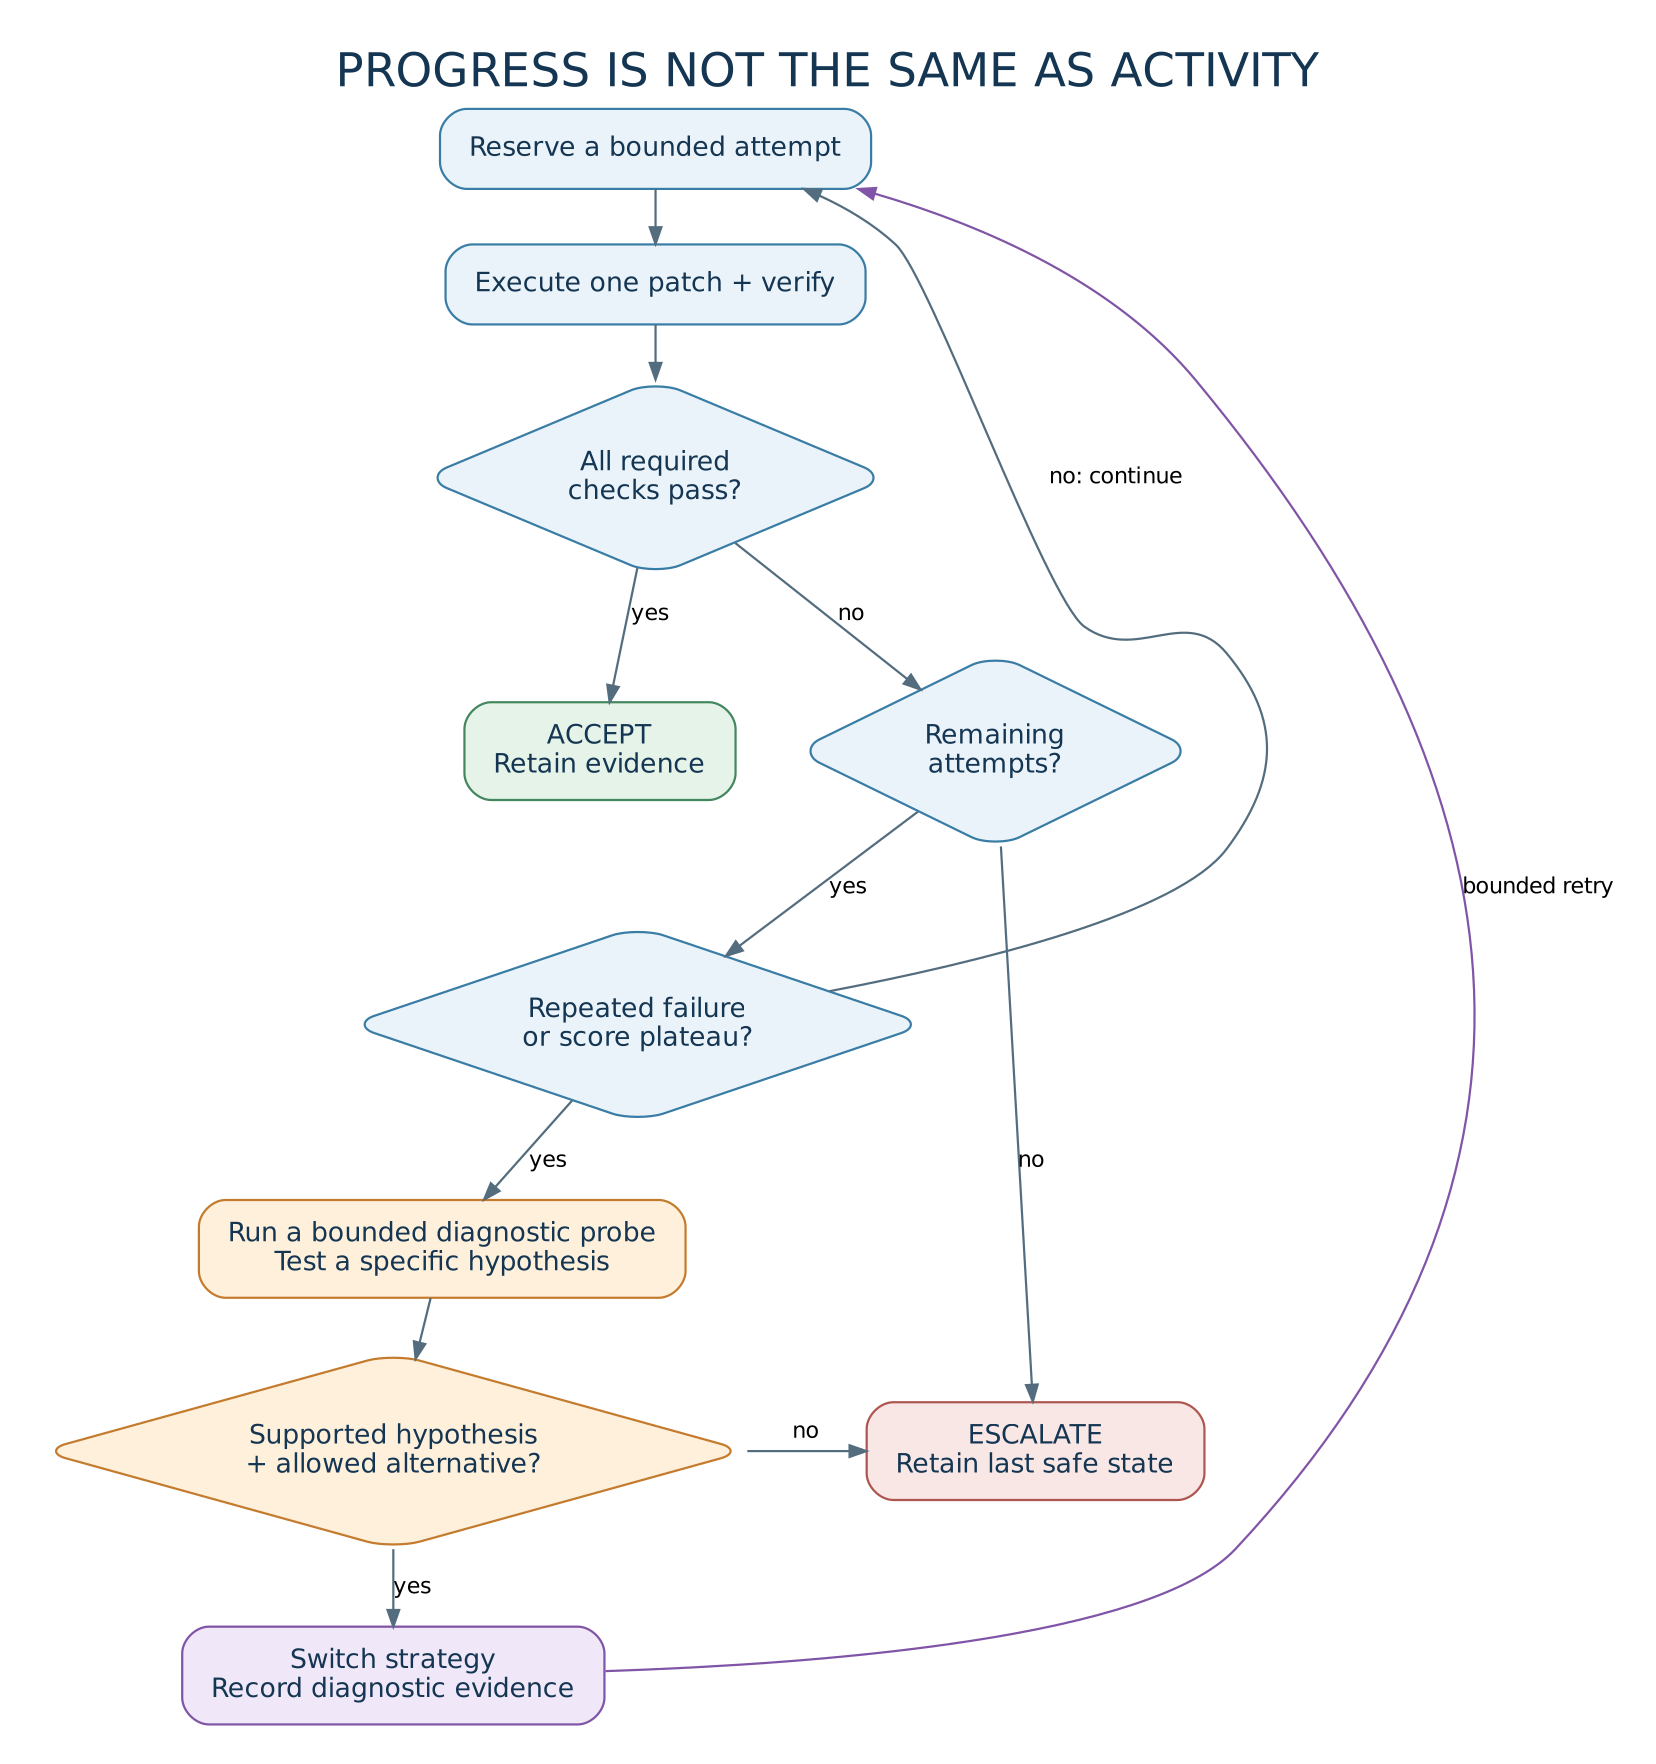 PROGRESS IS NOT THE SAME AS ACTIVITY
Reserve a bounded attempt
Execute one patch + verify
All required
checks pass?
no: continue
yes
no
ACCEPT
Retain evidence
Remaining
attempts?
yes
bounded retry
Repeated failure
or score plateau?
yes
no
Run a bounded diagnostic probe
Test a specific hypothesis
Supported hypothesis
+ allowed alternative?
no
ESCALATE
Retain last safe state
yes
Switch strategy
Record diagnostic evidence